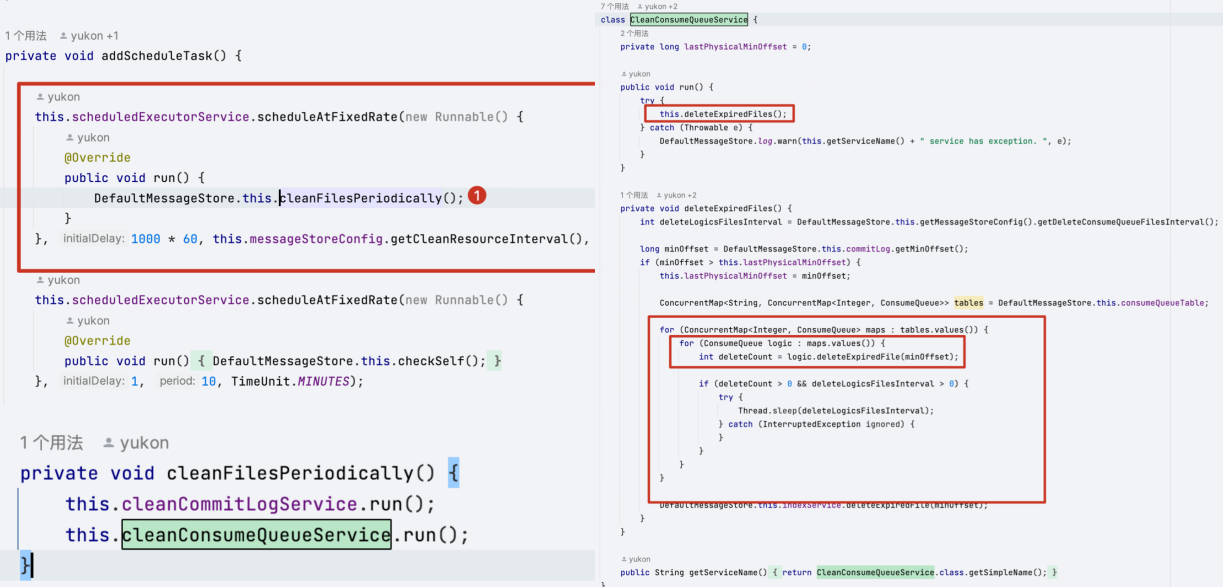 1 个用法 yukon +1
private void addScheduleTask() {
yukon
this.scheduledExecutorService.scheduleAtFixedRate(new Runnable() {
yukon
@Override
public void run() {
DefaultMessageStore.this.cleanFilesPeriodically(); 1
}
}, initialDelay: 1000 * 60, this.messageStoreConfig.getCleanResourceInterval(),
yukon
this.scheduledExecutorService.scheduleAtFixedRate(new Runnable() {
yukon
@Override
public void run() { DefaultMessageStore.this.checkSelf(); }
}, initialDelay: 1, period: 10, TimeUnit.MINUTES);
1 个用法 yukon
private void cleanFilesPeriodically() {
this.cleanCommitLogService.run();
this.cleanConsumeQueueService.run();
}
7 个用法 yukon +2
class CleanConsumeQueueService {
2 个用法
private long lastPhysicalMinOffset = 0;
yukon
public void run() {
try {
this.deleteExpiredFiles();
} catch (Throwable e) {
DefaultMessageStore.log.warn(this.getServiceName() + " service has exception. ", e);
}
}
1 个用法 yukon +2
private void deleteExpiredFiles() {
int deleteLogicsFilesInterval = DefaultMessageStore.this.getMessageStoreConfig().getDeleteConsumeQueueFilesInterval();
long minOffset = DefaultMessageStore.this.commitLog.getMinOffset();
if (minOffset > this.lastPhysicalMinOffset) {
this.lastPhysicalMinOffset = minOffset;
ConcurrentMap<String, ConcurrentMap<Integer, ConsumeQueue>> tables = DefaultMessageStore.this.consumeQueueTable;
for (ConcurrentMap<Integer, ConsumeQueue> maps : tables.values()) {
for (ConsumeQueue logic : maps.values()) {
int deleteCount = logic.deleteExpiredFile(minOffset);
if (deleteCount > 0 && deleteLogicsFilesInterval > 0) {
try {
Thread.sleep(deleteLogicsFilesInterval);
} catch (InterruptedException ignored) {
}
}
}
}
DefaultMessageStore.this.indexService.deleteExpiredFile(minOffset);
}
}
yukon
public String getServiceName() { return CleanConsumeQueueService.class.getSimpleName(); }
}